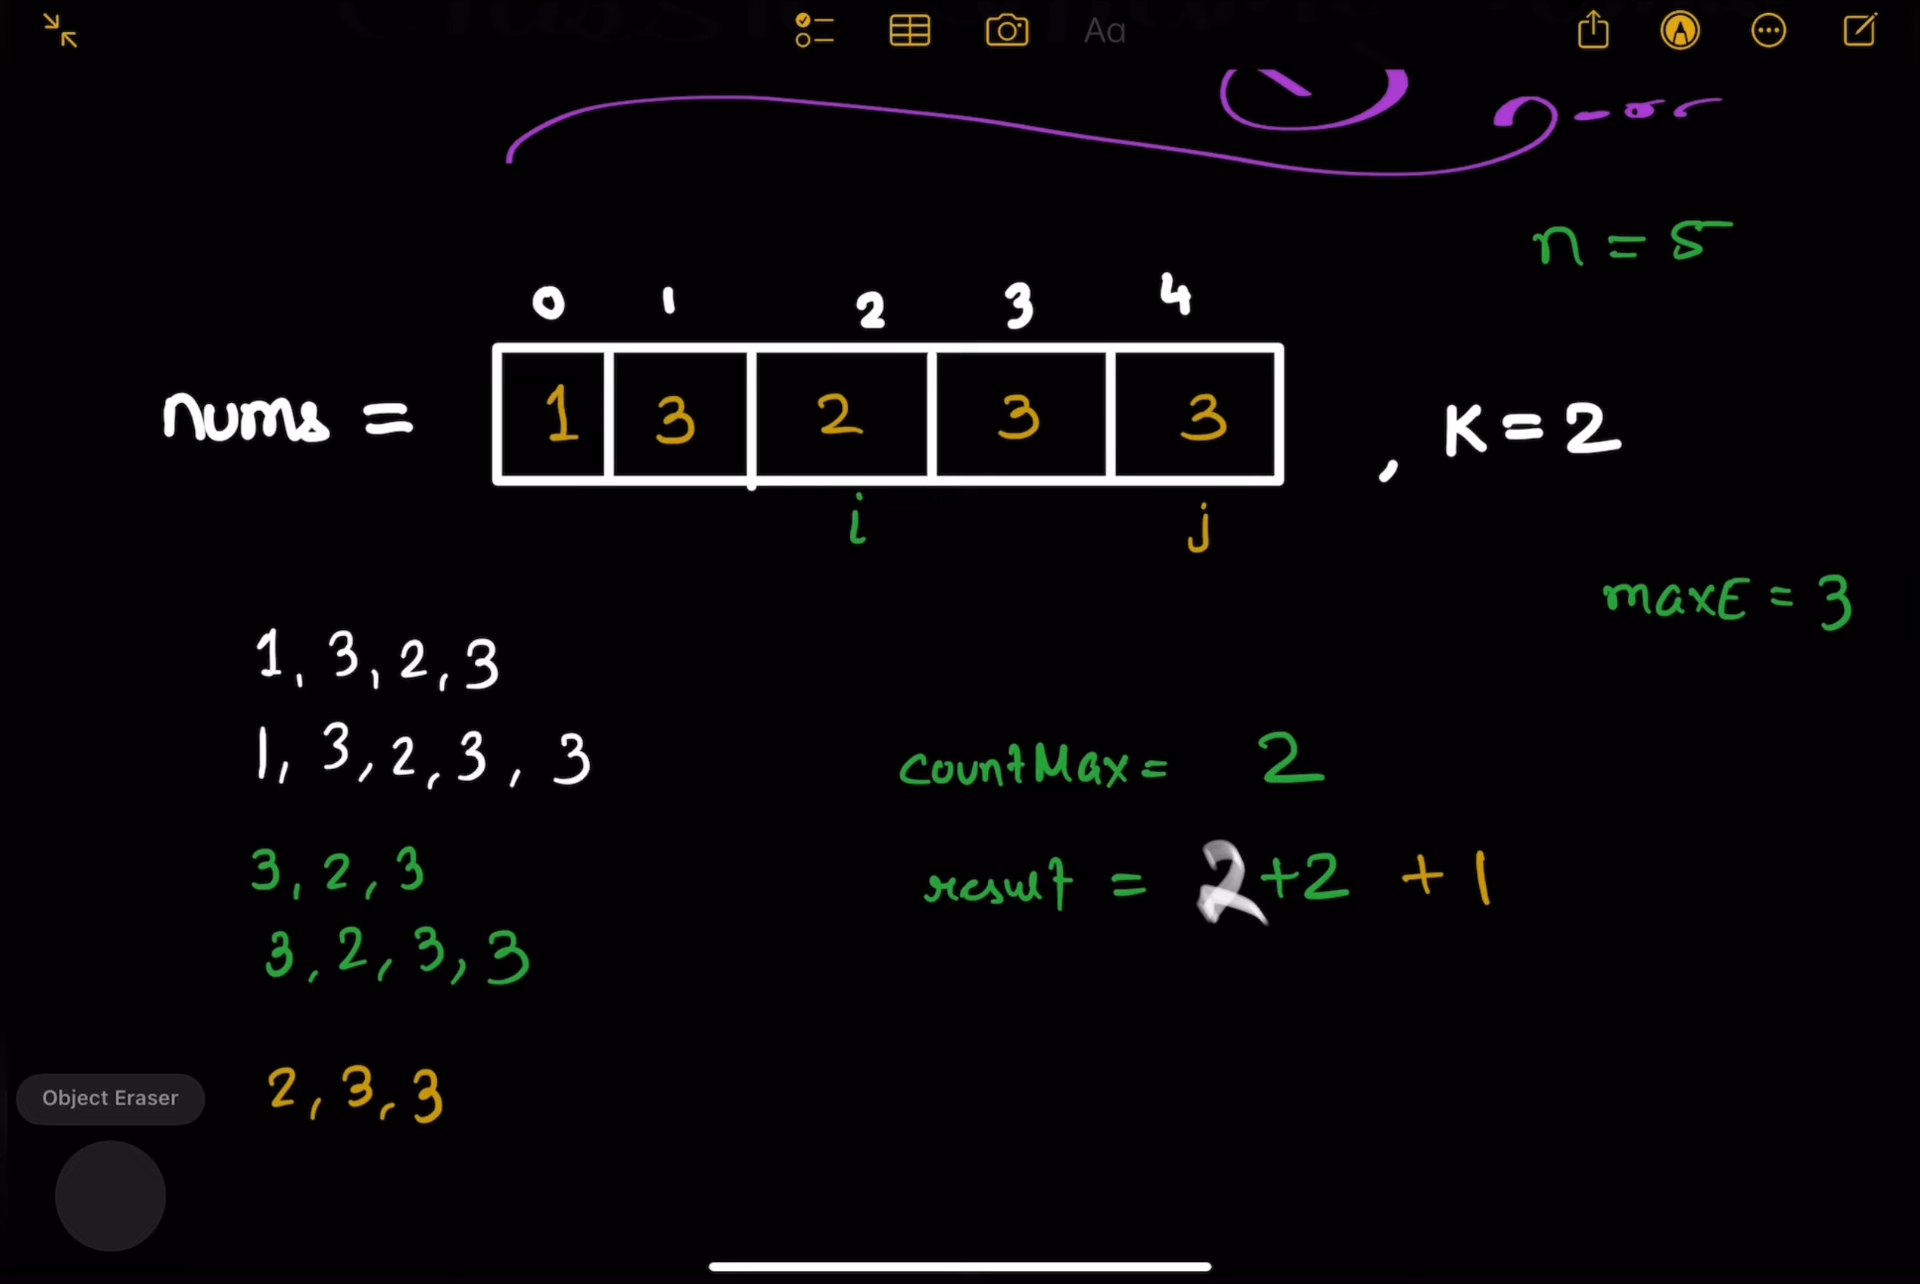 Aa
n = 5
0 1 2 3 4
nums = 1 3 2 3 3 , K = 2
i j
maxE = 3
1, 3, 2, 3
1, 3, 2, 3, 3
countMax = 2
3, 2, 3
result = 2+2 + 1
3, 2, 3, 3
2, 3, 3
Object Eraser